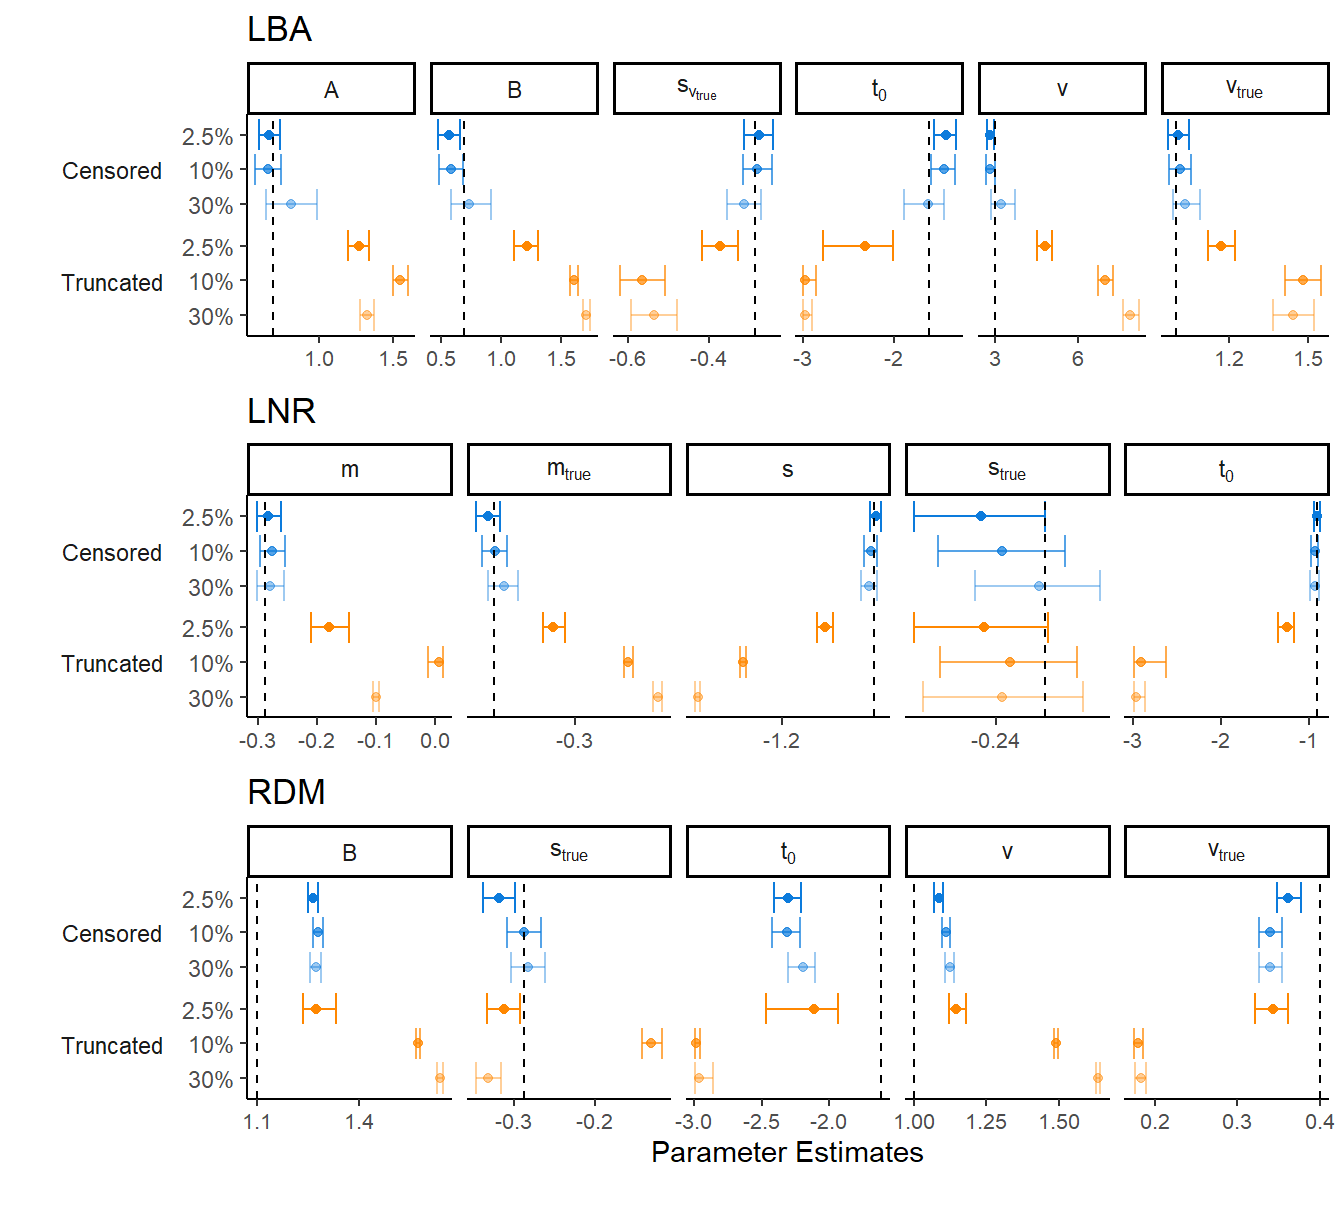 LBA
A B s_vtrue t0 v vtrue
2.5%
Censored 10%
30%
2.5%
Truncated 10%
30%
1.0 1.5 0.5 1.0 1.5 -0.6 -0.4 -3 -2 3 6 1.2 1.5
LNR
m mtrue s strue t0
2.5%
Censored 10%
30%
2.5%
Truncated 10%
30%
-0.3 -0.2 -0.1 0.0 -0.3 -1.2 -0.24 -3 -2 -1
RDM
B strue t0 v vtrue
2.5%
Censored 10%
30%
2.5%
Truncated 10%
30%
1.1 1.4 -0.3 -0.2 -3.0 -2.5 -2.0 1.00 1.25 1.50 0.2 0.3 0.4
Parameter Estimates